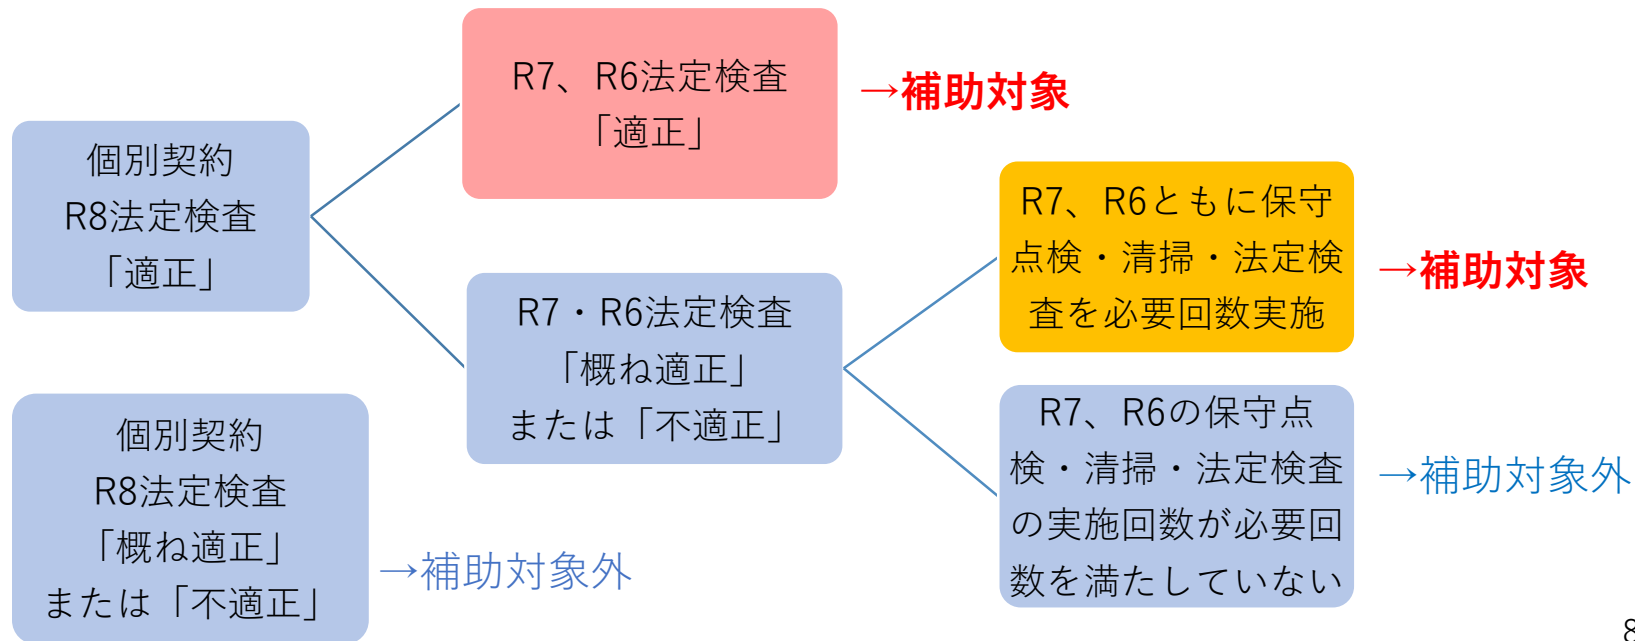 個別契約
R8法定検査
「適正」
R7、R6法定検査
「適正」
→補助対象
R7・R6法定検査
「概ね適正」
または「不適正」
R7、R6ともに保守
点検・清掃・法定検
査を必要回数実施
→補助対象
R7、R6の保守点
検・清掃・法定検査
の実施回数が必要回
数を満たしていない
→補助対象外
個別契約
R8法定検査
「概ね適正」
または「不適正」
→補助対象外
8